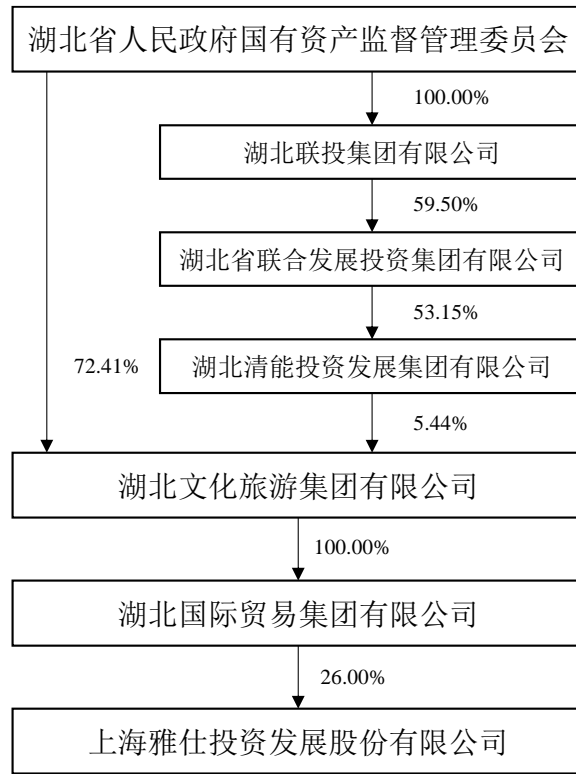 湖北省人民政府国有资产监督管理委员会
100.00%
湖北联投集团有限公司
59.50%
湖北省联合发展投资集团有限公司
53.15%
72.41%
湖北清能投资发展集团有限公司
5.44%
湖北文化旅游集团有限公司
100.00%
湖北国际贸易集团有限公司
26.00%
上海雅仕投资发展股份有限公司